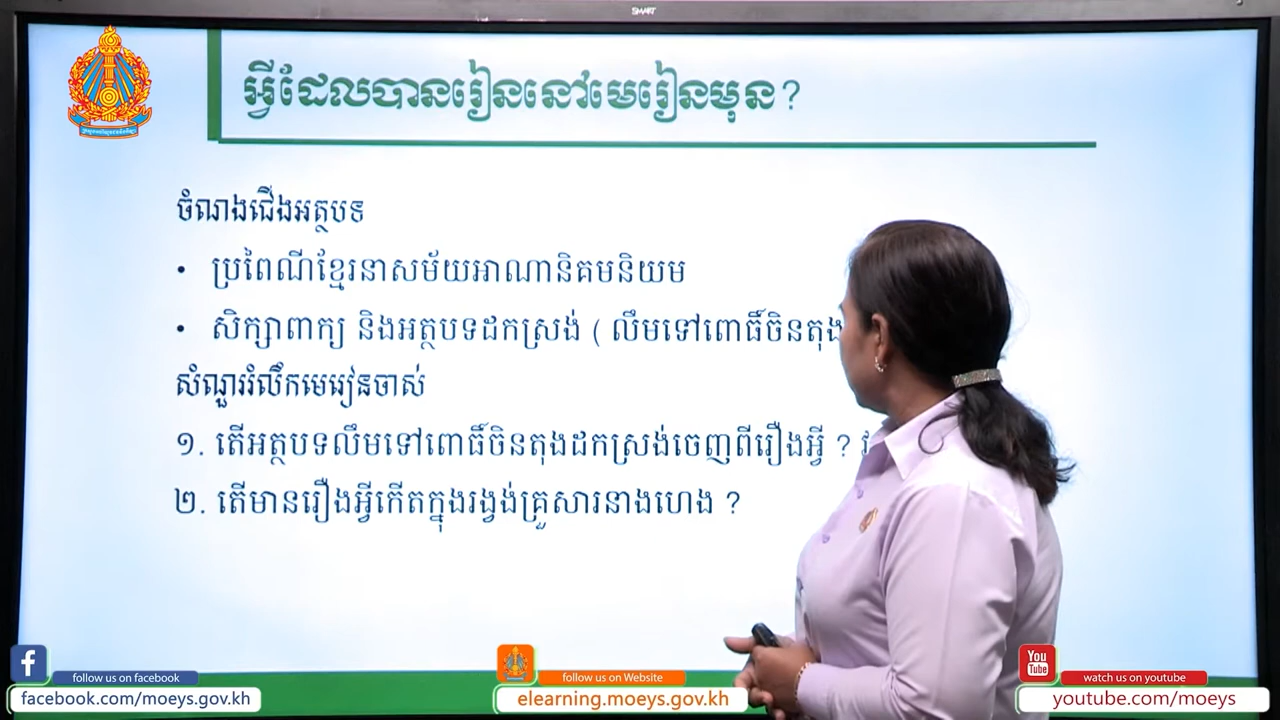 SMART
អ្វីដែលបានរៀននៅមេរៀនមុន?
ចំណងជើងអត្ថបទ
• ប្រពៃណីខ្មែរនាសម័យអាណានិគមនិយម
• សិក្សាពាក្យ និងអត្ថបទដកស្រង់ ( លឹមទៅពោធិ៍ចិនតុង
សំណួររំលឹកមេរៀនចាស់
១. តើអត្ថបទលឹមទៅពោធិ៍ចិនតុងដកស្រង់ចេញពីរឿងអ្វី ?
២. តើមានរឿងអ្វីកើតក្នុងរង្វង់គ្រួសារនាងហេង ?
follow us on facebook
facebook.com/moeys.gov.kh
follow us on Website
elearning.moeys.gov.kh
You Tube
watch us on youtube
youtube.com/moeys